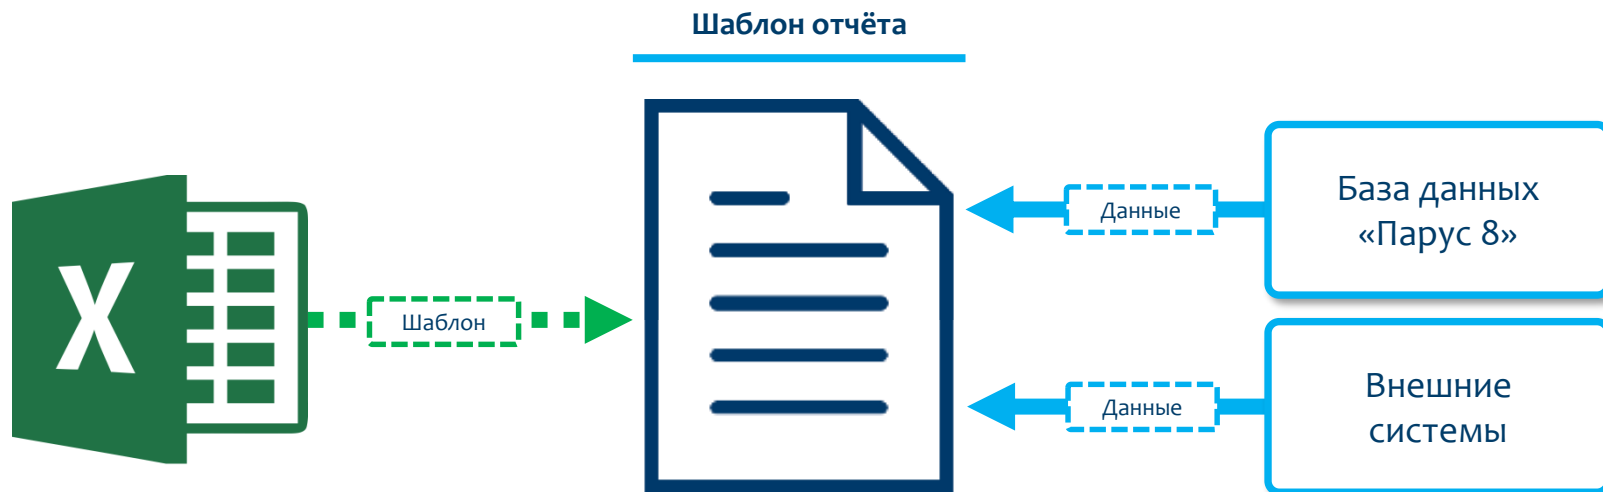 Шаблон отчёта
X
Шаблон
Данные
База данных
«Парус 8»
Данные
Внешние
системы